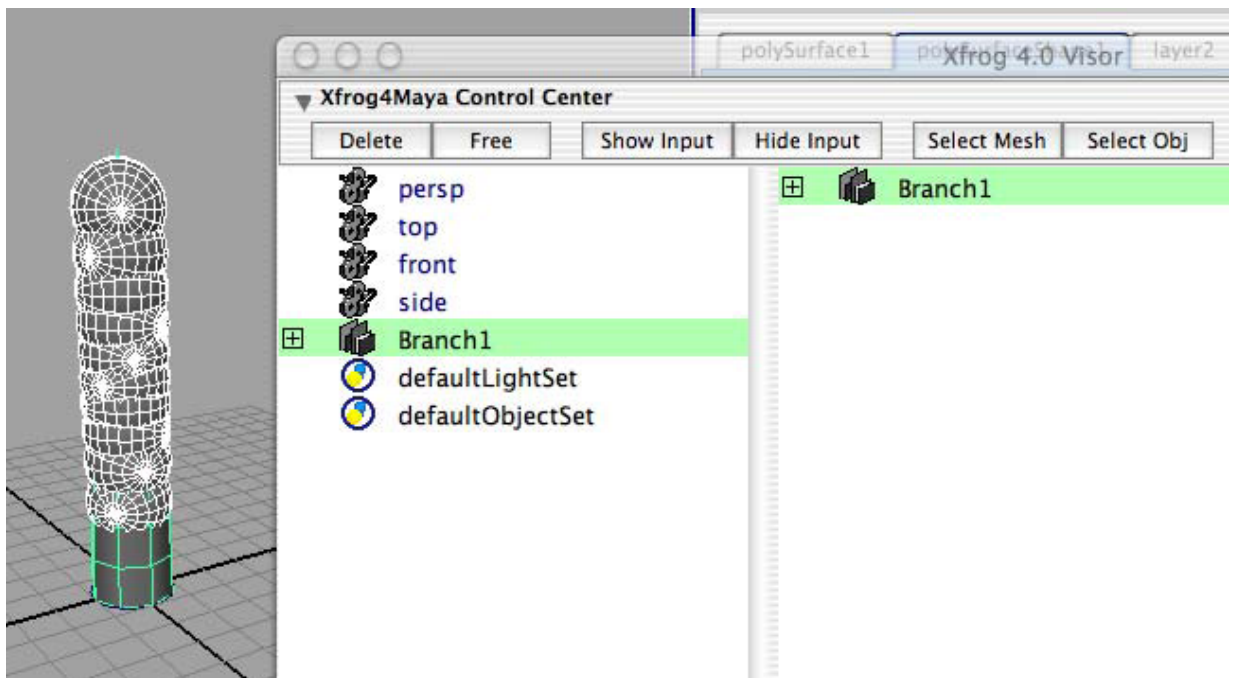 polySurface1 polySurfaceShape1 layer2
Xfrog 4.0 Visor
Xfrog4Maya Control Center
Delete Free Show Input Hide Input Select Mesh Select Obj
persp
top
front
side
Branch1
defaultLightSet
defaultObjectSet
Branch1